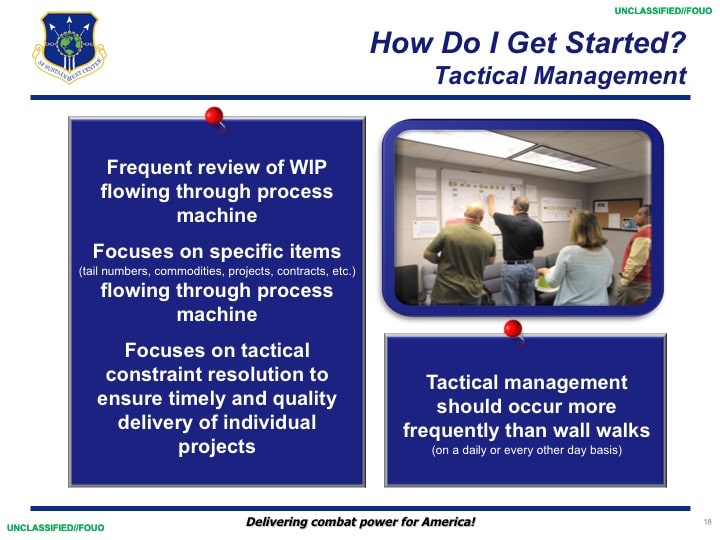 UNCLASSIFIED//FOUO
How Do I Get Started?
Tactical Management
AF SUSTAINMENT CENTER
Frequent review of WIP
flowing through process
machine
Focuses on specific items
(tail numbers, commodities, projects, contracts, etc.)
flowing through process
machine
Focuses on tactical
constraint resolution to
ensure timely and quality
delivery of individual
projects
Tactical management
should occur more
frequently than wall walks
(on a daily or every other day basis)
Delivering combat power for America!
18
UNCLASSIFIED//FOUO